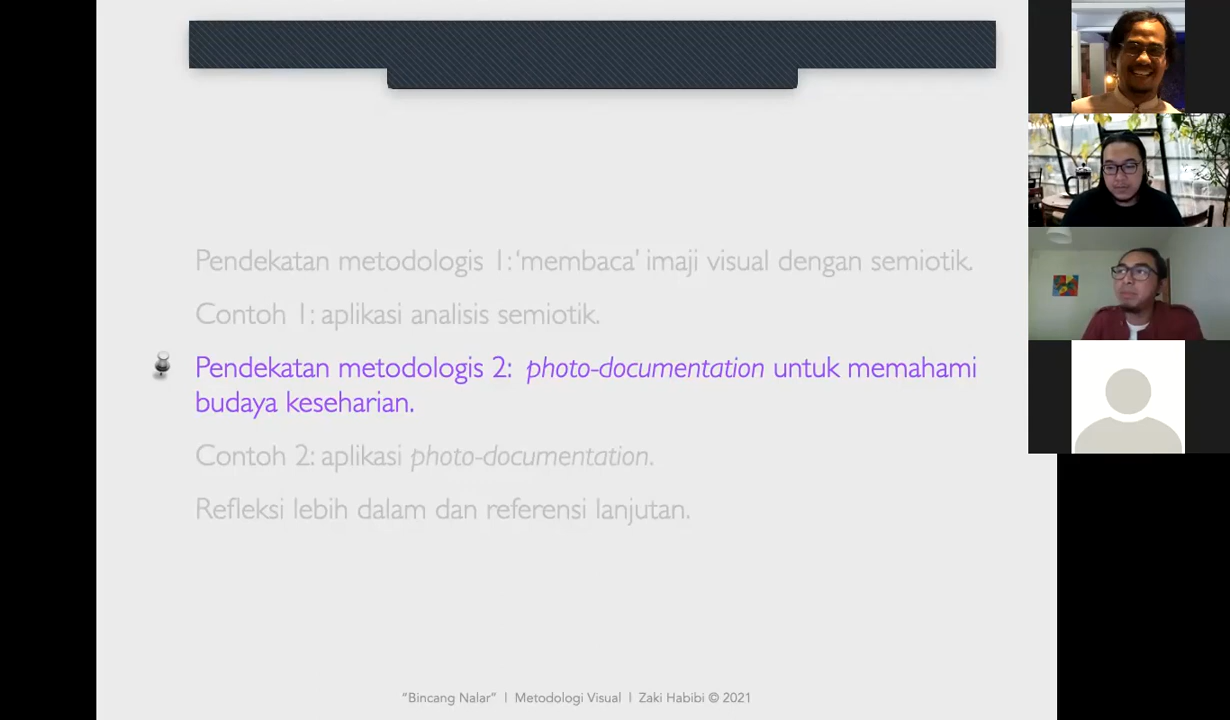 Pendekatan metodologis 1: ‘membaca’ imaji visual dengan semiotik.
Contoh 1: aplikasi analisis semiotik.
Pendekatan metodologis 2: photo-documentation untuk memahami
budaya keseharian.
Contoh 2: aplikasi photo-documentation.
Refleksi lebih dalam dan referensi lanjutan.
“Bincang Nalar” | Metodologi Visual | Zaki Habibi © 2021